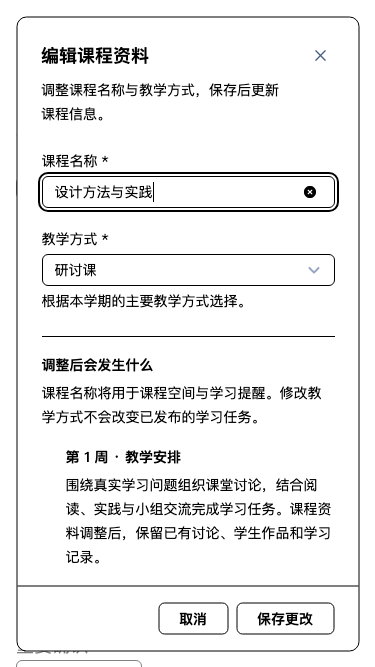 编辑课程资料
调整课程名称与教学方式，保存后更新
课程信息。
课程名称 *
设计方法与实践
教学方式 *
研讨课
根据本学期的主要教学方式选择。
调整后会发生什么
课程名称将用于课程空间与学习提醒。修改教
学方式不会改变已发布的学习任务。
第 1 周 · 教学安排
围绕真实学习问题组织课堂讨论，结合阅
读、实践与小组交流完成学习任务。课程资
料调整后，保留已有讨论、学生作品和学习
记录。
取消
保存更改